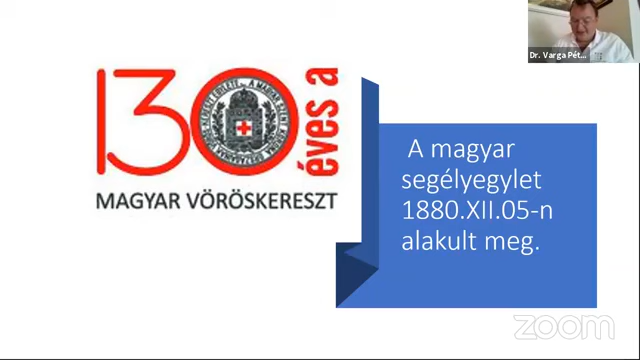 Dr. Varga Pét...
130
éves a
MAGYAR VÖRÖSKERESZT
A magyar
segélyegylet
1880.XII.05-n
alakult meg.
zoom